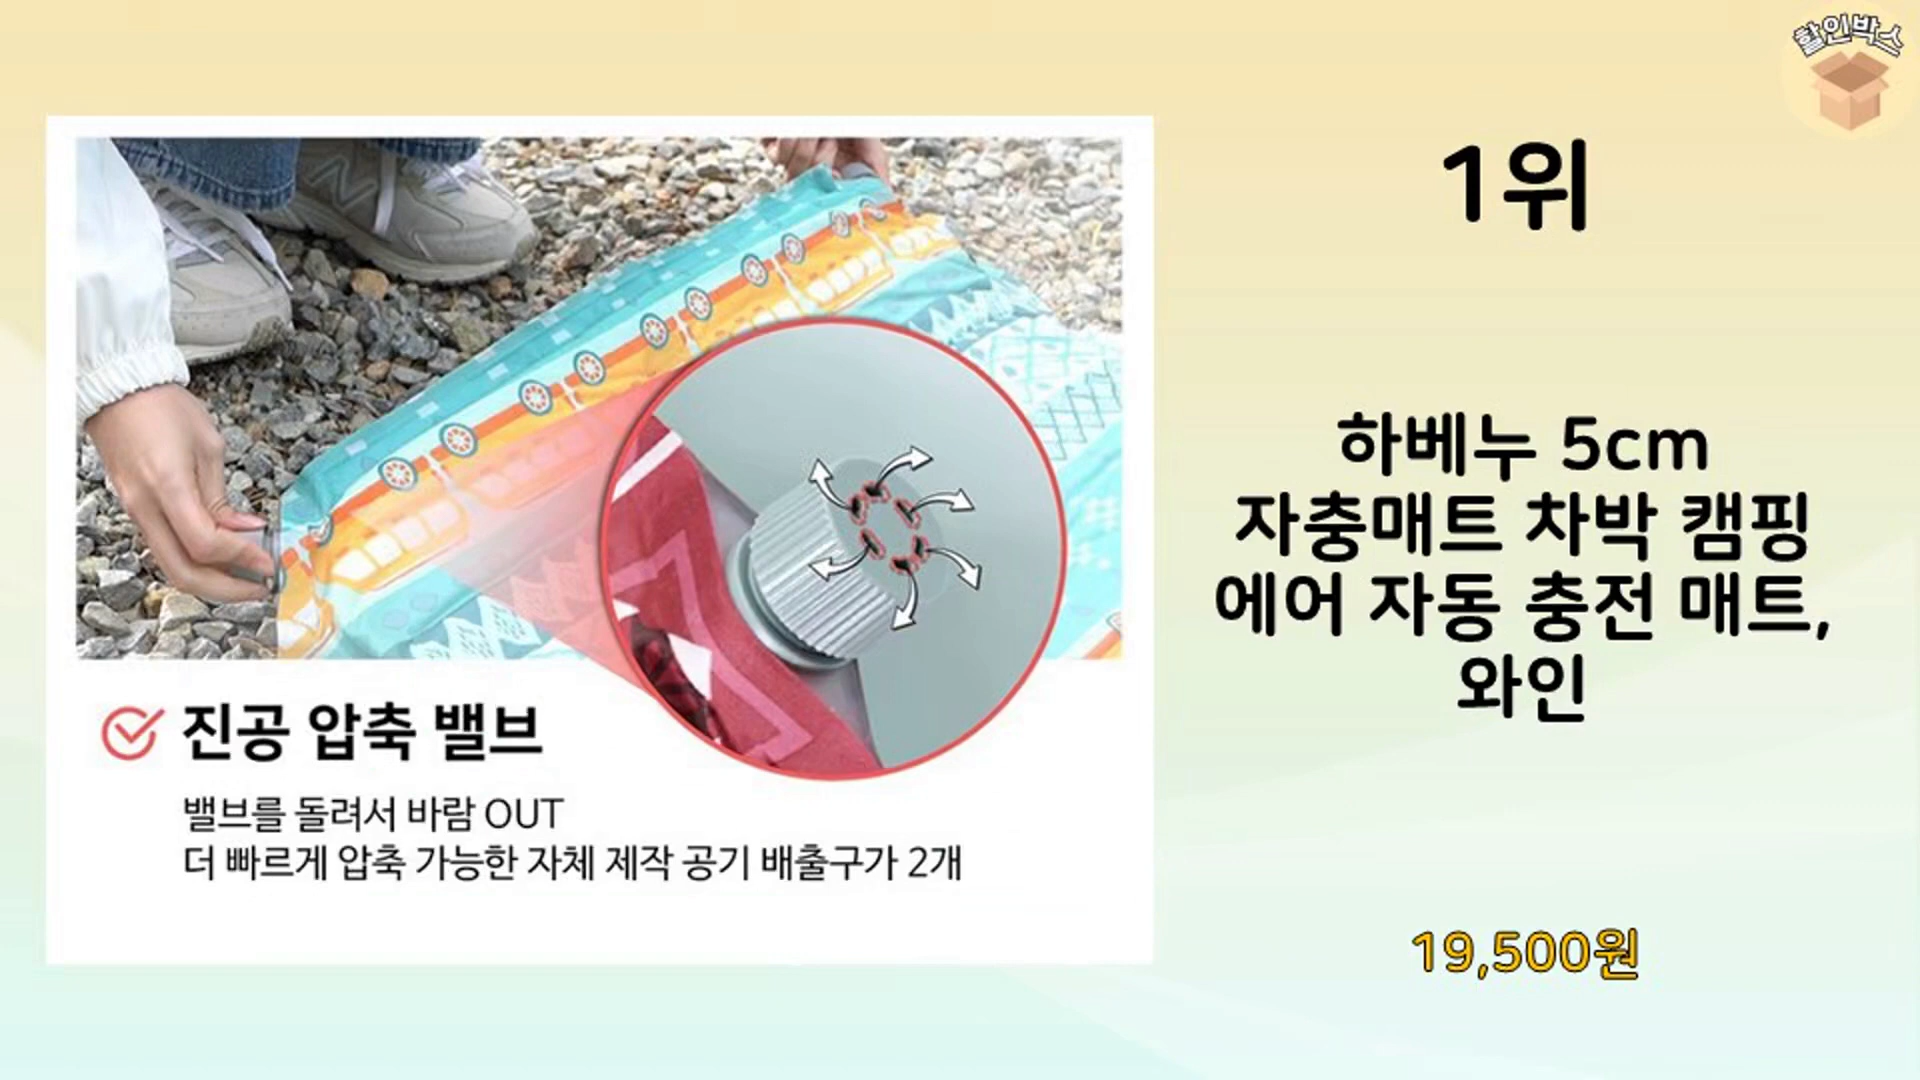 할인박스
1위
하베누 5cm
자충매트 차박 캠핑
에어 자동 충전 매트,
와인
19,500원
진공 압축 밸브
밸브를 돌려서 바람 OUT
더 빠르게 압축 가능한 자체 제작 공기 배출구가 2개